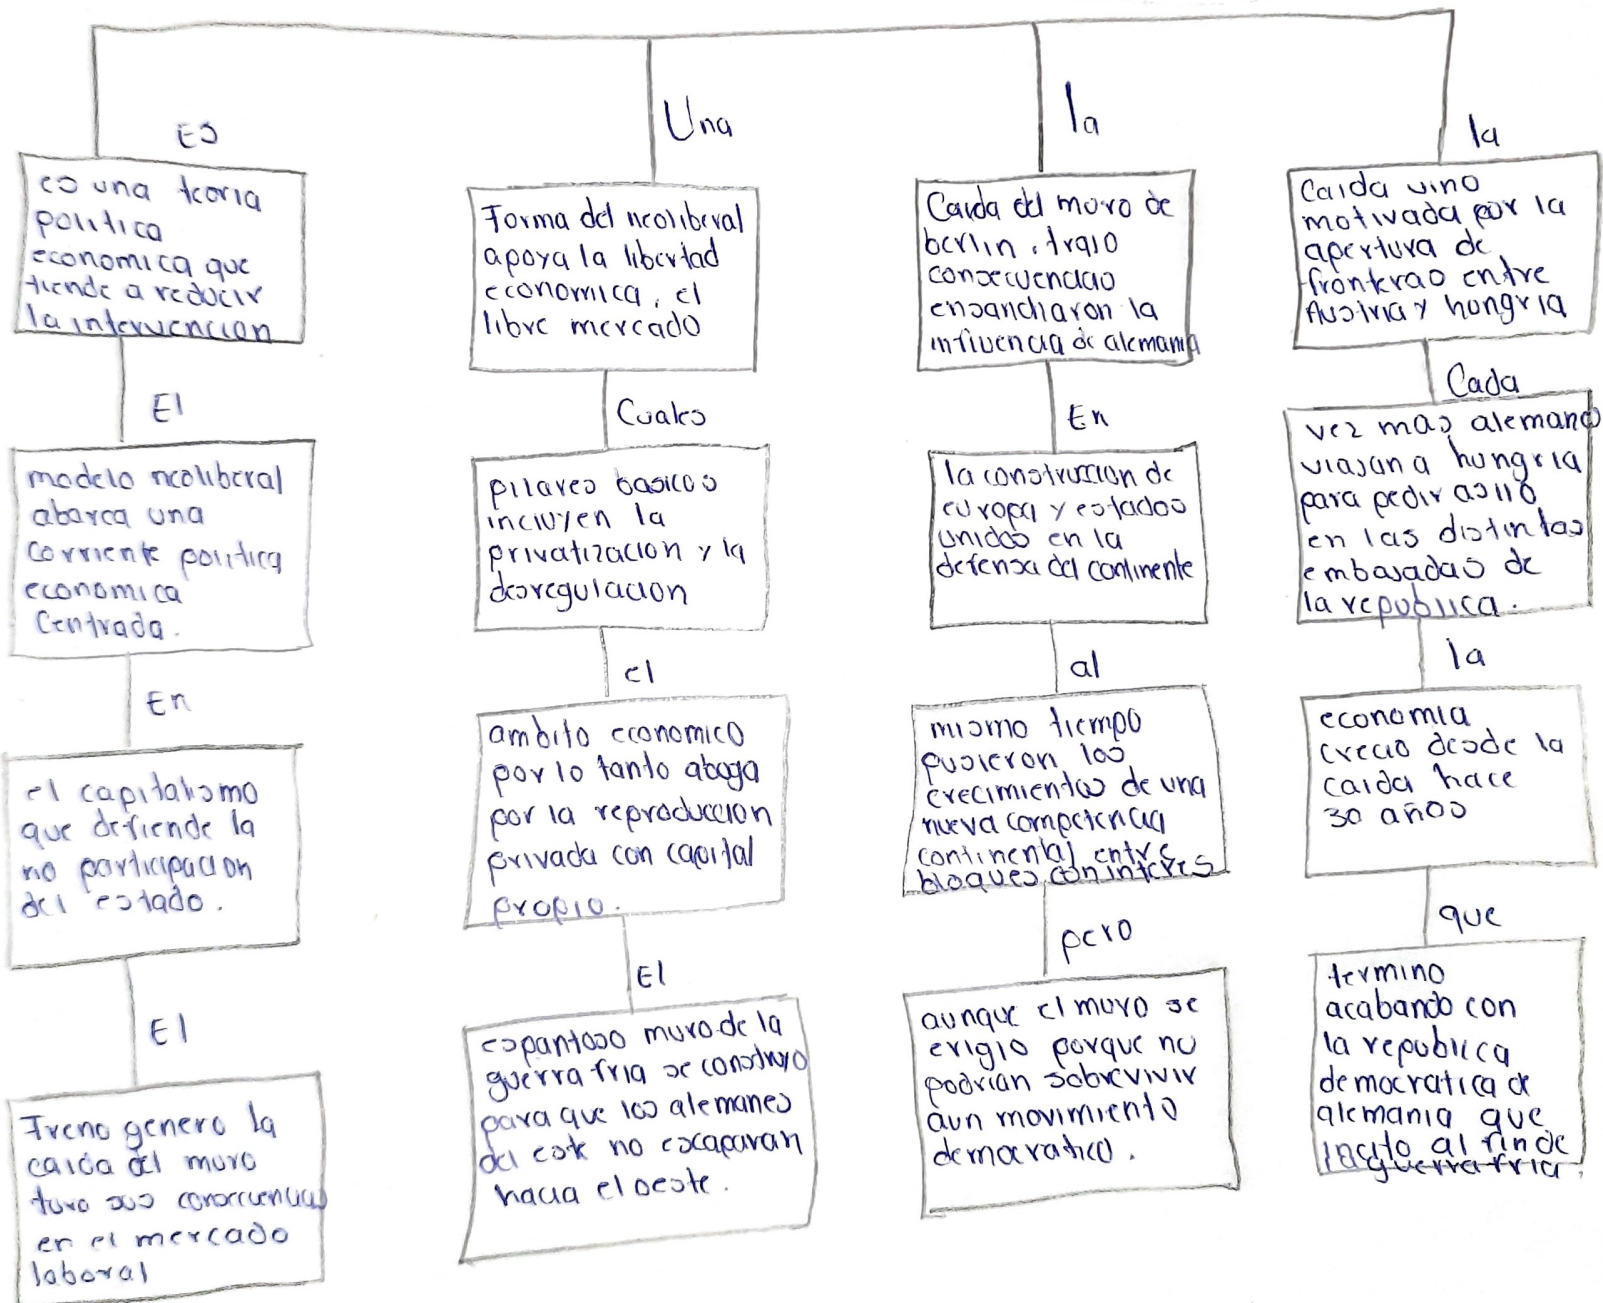 ES
es una teoria
politica
economica que
tiende a reducir
la intervencion
El
modelo neoliberal
abarca una
corriente politica
economica
Centrada.
En
el capitalismo
que defiende la
no participacion
del estado.
El
Freno genero la
caida del muro
tuvo sus consecuencias
en el mercado
laboral
Una
Forma del neoliberal
apoya la libertad
economica, el
libre mercado
Cuales
pilares basicos
incluyen la
privatizacion y la
desregulacion
el
ambito economico
por lo tanto aboga
por la reproduccion
privada con capital
propio.
El
espantoso muro de la
guerra fria se construyo
para que los alemanes
del este no escaparan
hacia el oeste.
la
Caida del muro de
berlin, trajo
consecuencias
ensancharon la
influencia de alemania
En
la construccion de
europa y estados
unidos en la
defensa del continente
al
mismo tiempo
pusieron los
crecimientos de una
nueva competencia
continental entre
bloques con interes
pero
aunque el muro se
erigio porque no
podrian sobrevivir
aun movimiento
democratico.
la
Caida vino
motivada por la
apertura de
fronteras entre
Austria y hungria
Cada
vez mas alemanes
viajan a hungria
para pedir asilo
en las distintas
embajadas de
la republica.
la
economia
crecio desde la
caida hace
30 años
que
termino
acabando con
la republica
democratica de
alemania que
al fin de
la guerra fria.